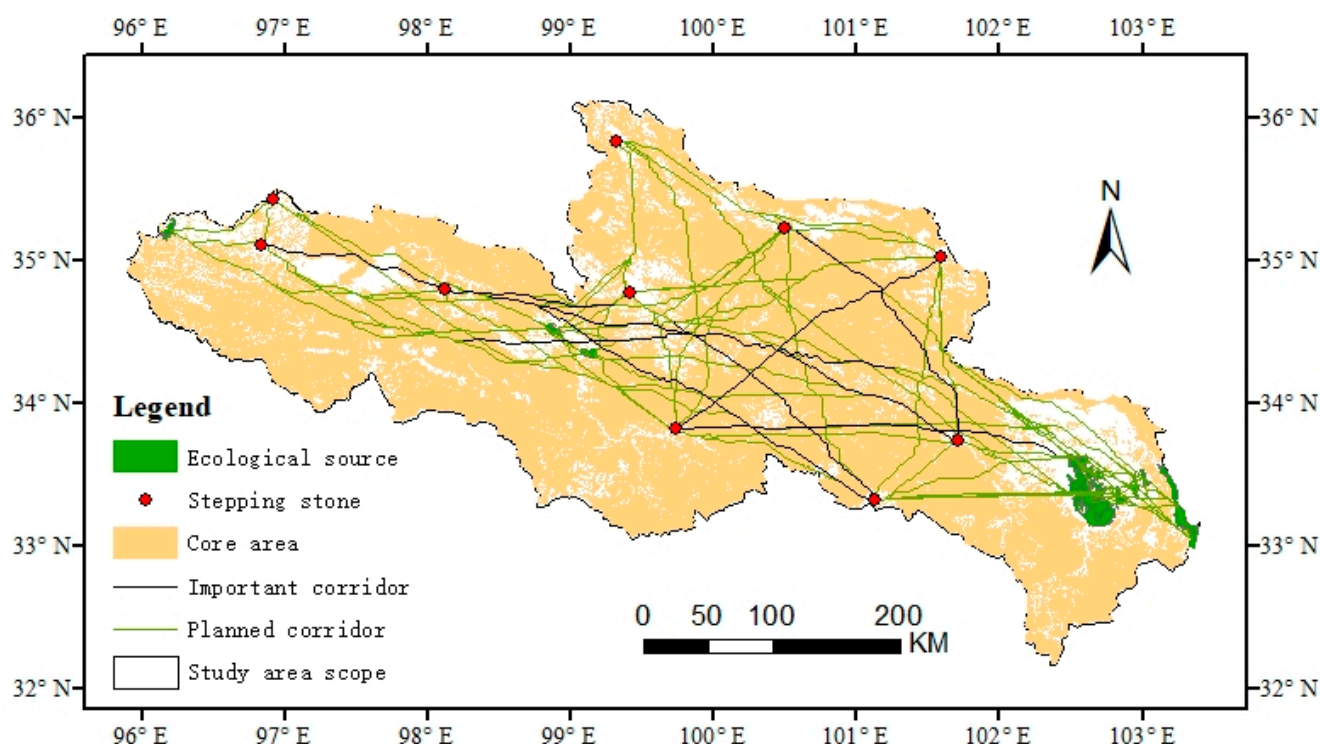 96° E 97° E 98° E 99° E 100° E 101° E 102° E 103° E
36° N 36° N
N
35° N 35° N
34° N 34° N
Legend
Ecological source
Stepping stone
Core area
33° N 33° N
Important corridor
Planned corridor
0 50 100 200
KM
Study area scope
32° N 32° N
96° E 97° E 98° E 99° E 100° E 101° E 102° E 103° E